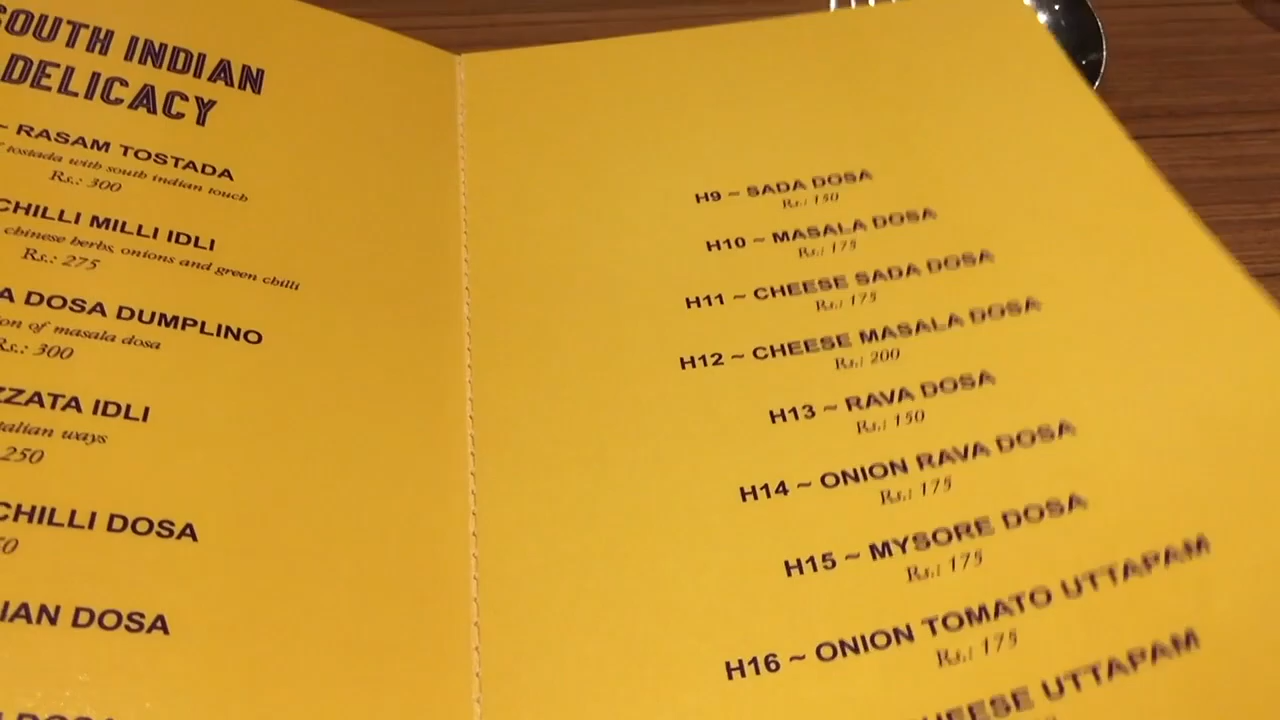 SOUTH INDIAN
DELICACY
~ RASAM TOSTADA
tostada with south indian touch
Rs.: 300
CHILLI MILLI IDLI
chinese herbs, onions and green chilli
Rs.: 275
A DOSA DUMPLINO
of masala dosa
Rs.: 300
IDLI
ways
250
CHILLI DOSA
DOSA
H9 ~ SADA DOSA
Rs.: 150
H10 ~ MASALA DOSA
Rs.: 175
H11 ~ CHEESE SADA DOSA
Rs.: 175
H12 ~ CHEESE MASALA DOSA
Rs.: 200
H13 ~ RAVA DOSA
Rs.: 150
H14 ~ ONION RAVA DOSA
Rs.: 175
H15 ~ MYSORE DOSA
Rs.: 175
H16 ~ ONION TOMATO UTTAPAM
Rs.: 175
CHEESE UTTAPAM